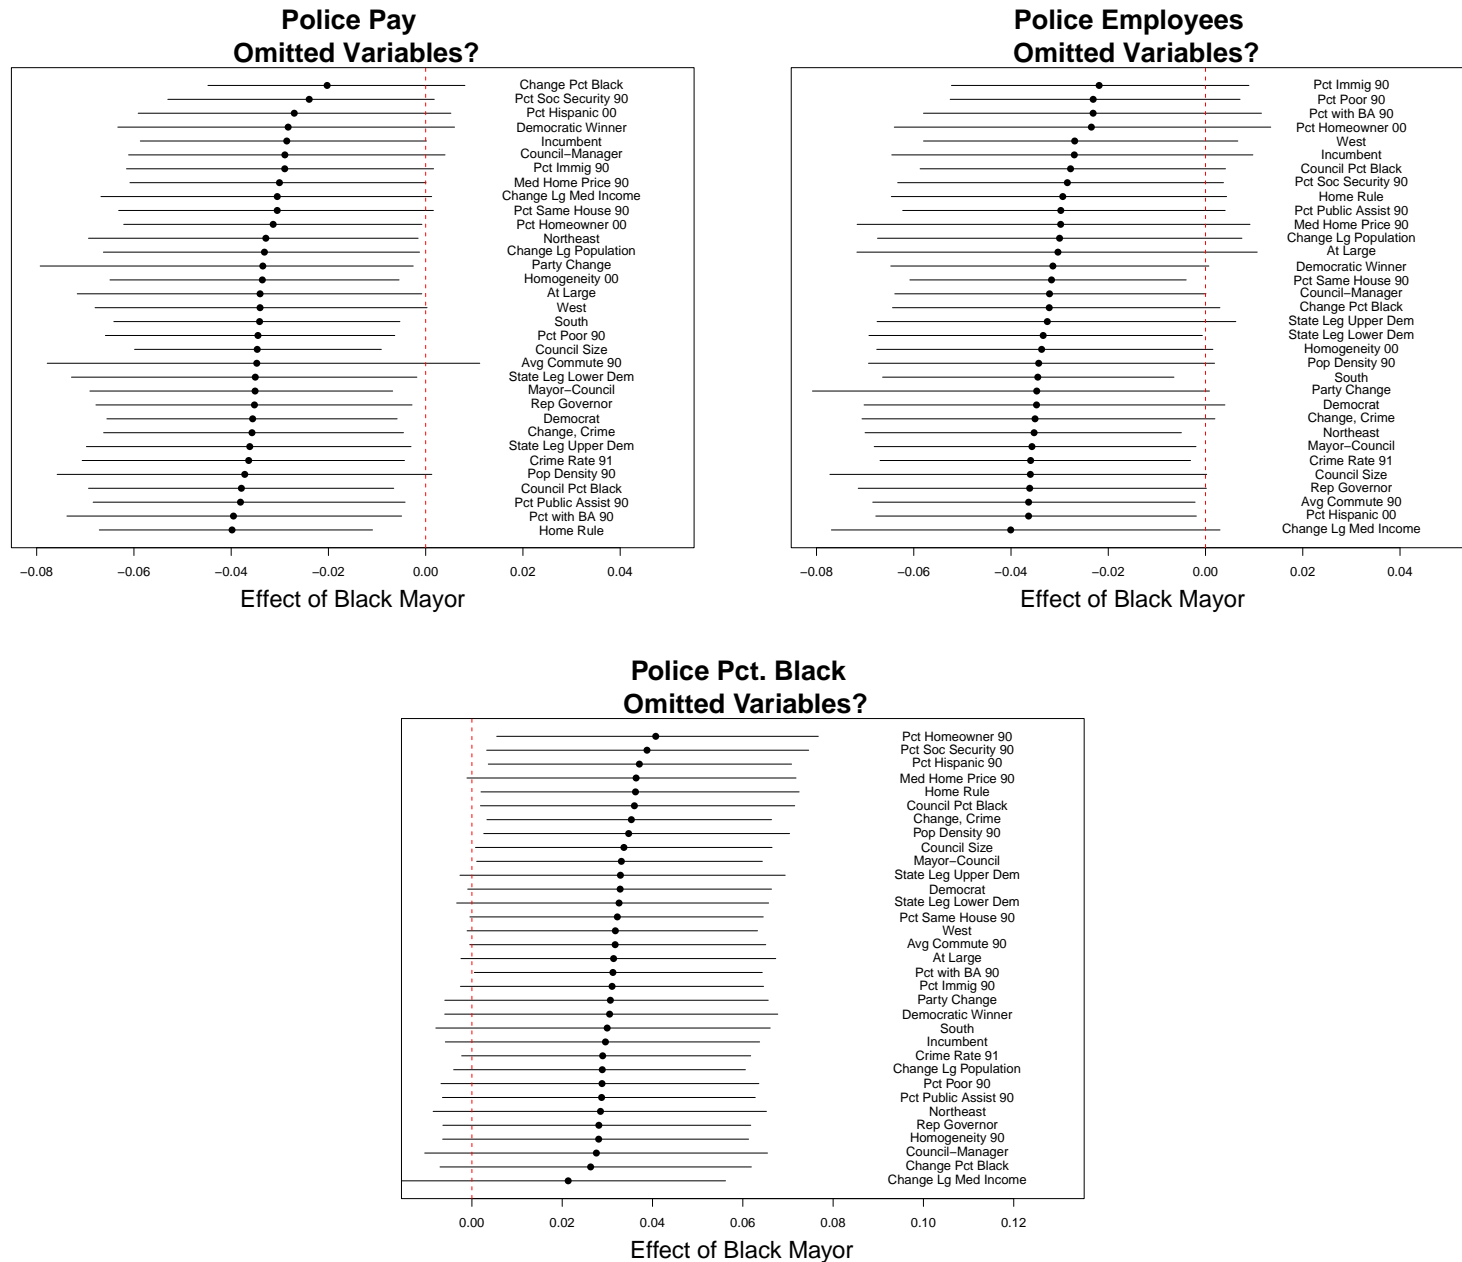 Police Pay
Omitted Variables?
Change Pct Black
Pct Soc Security 90
Pct Hispanic 00
Democratic Winner
Incumbent
Council−Manager
Pct Immig 90
Med Home Price 90
Change Lg Med Income
Pct Same House 90
Pct Homeowner 00
Northeast
Change Lg Population
Party Change
Homogeneity 00
At Large
West
South
Pct Poor 90
Council Size
Avg Commute 90
State Leg Lower Dem
Mayor−Council
Rep Governor
Democrat
Change, Crime
State Leg Upper Dem
Crime Rate 91
Pop Density 90
Council Pct Black
Pct Public Assist 90
Pct with BA 90
Home Rule
−0.08 −0.06 −0.04 −0.02 0.00 0.02 0.04
Effect of Black Mayor
Police Employees
Omitted Variables?
Pct Immig 90
Pct Poor 90
Pct with BA 90
Pct Homeowner 00
West
Incumbent
Council Pct Black
Pct Soc Security 90
Home Rule
Pct Public Assist 90
Med Home Price 90
Change Lg Population
At Large
Democratic Winner
Pct Same House 90
Council−Manager
Change Pct Black
State Leg Upper Dem
State Leg Lower Dem
Homogeneity 00
Pop Density 90
South
Party Change
Democrat
Change, Crime
Northeast
Mayor−Council
Crime Rate 91
Council Size
Rep Governor
Avg Commute 90
Pct Hispanic 00
Change Lg Med Income
−0.08 −0.06 −0.04 −0.02 0.00 0.02 0.04
Effect of Black Mayor
Police Pct. Black
Omitted Variables?
Pct Homeowner 90
Pct Soc Security 90
Pct Hispanic 90
Med Home Price 90
Home Rule
Council Pct Black
Change, Crime
Pop Density 90
Council Size
Mayor−Council
State Leg Upper Dem
Democrat
State Leg Lower Dem
Pct Same House 90
West
Avg Commute 90
At Large
Pct with BA 90
Pct Immig 90
Party Change
Democratic Winner
South
Incumbent
Crime Rate 91
Change Lg Population
Pct Poor 90
Pct Public Assist 90
Northeast
Rep Governor
Homogeneity 90
Council−Manager
Change Pct Black
Change Lg Med Income
0.00 0.02 0.04 0.06 0.08 0.10 0.12
Effect of Black Mayor